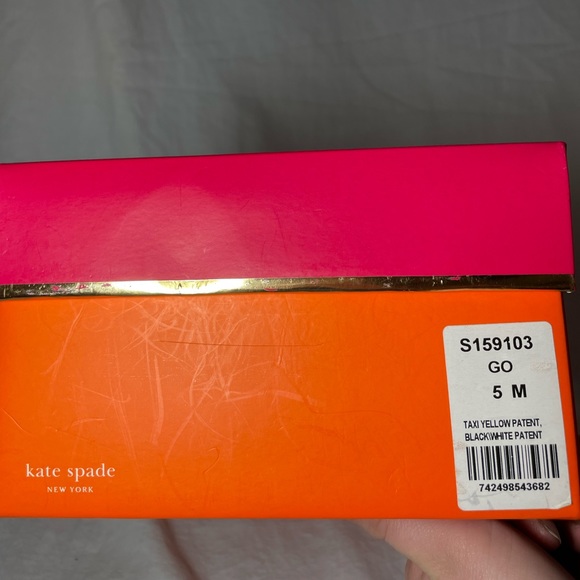 S159103
GO
5 M
TAXI YELLOW PATENT,
BLACK\WHITE PATENT
742498543682
kate spade
NEW YORK